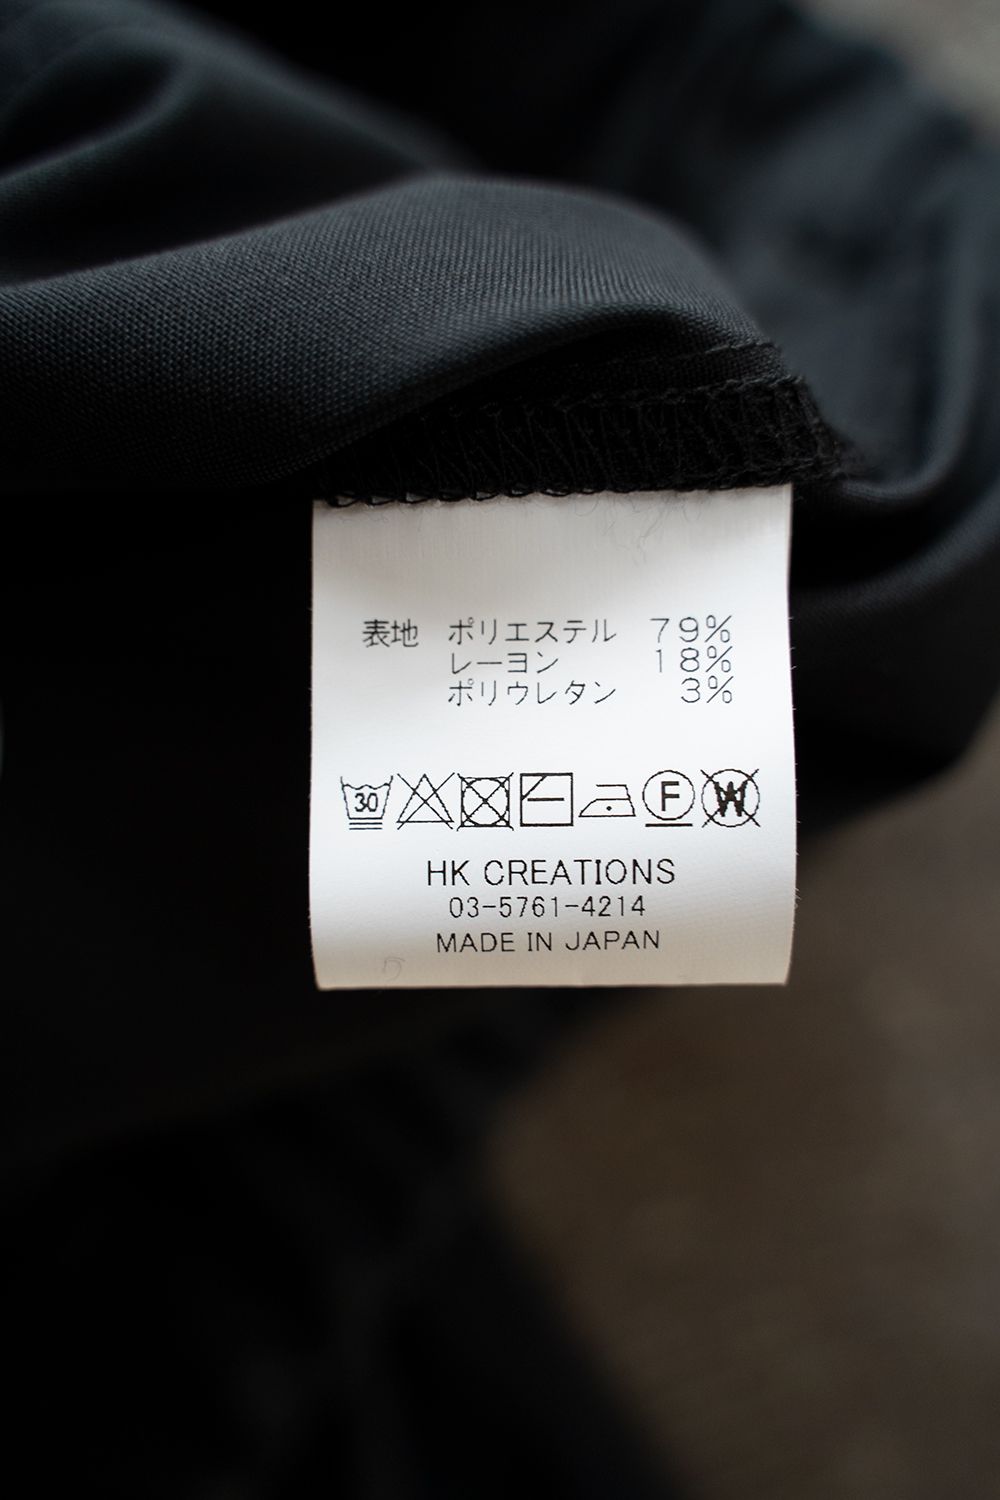 表地 ポリエステル 79%
レーヨン 18%
ポリウレタン 3%
30 F W
HK CREATIONS
03-5761-4214
MADE IN JAPAN